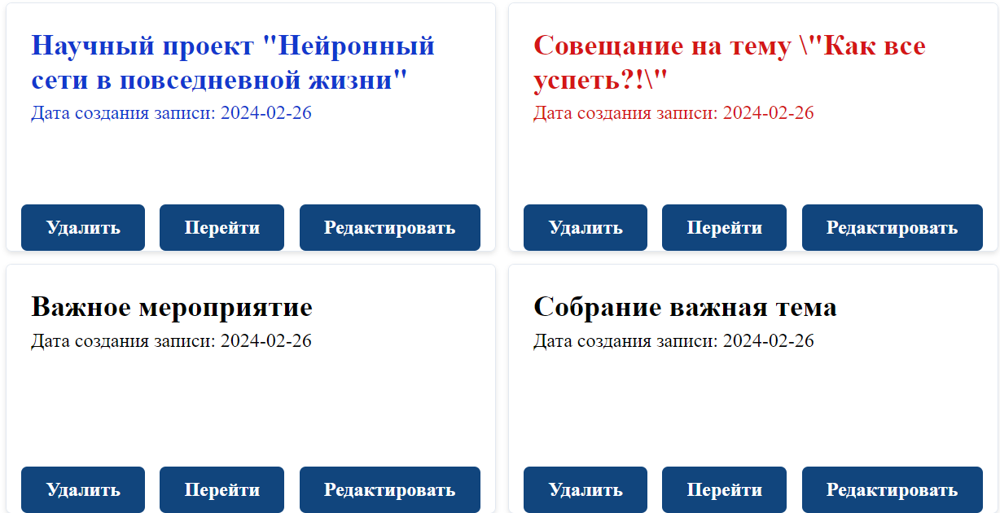 Научный проект "Нейронный
сети в повседневной жизни"
Дата создания записи: 2024-02-26
Удалить Перейти Редактировать
Совещание на тему \"Как все
успеть?!\"
Дата создания записи: 2024-02-26
Удалить Перейти Редактировать
Важное мероприятие
Дата создания записи: 2024-02-26
Удалить Перейти Редактировать
Собрание важная тема
Дата создания записи: 2024-02-26
Удалить Перейти Редактировать